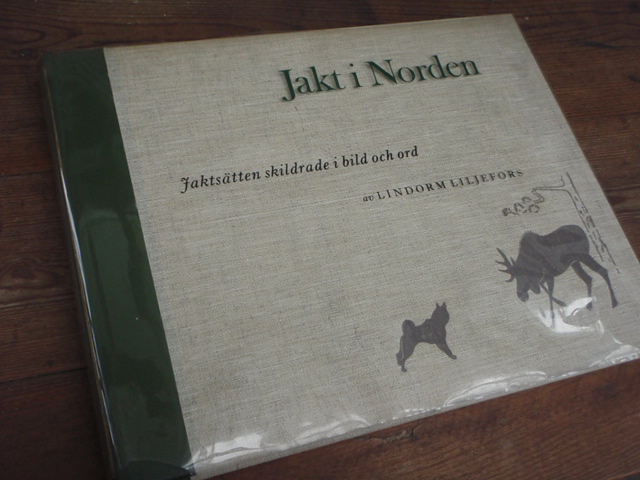 Jakt i Norden
Jaktsätten skildrade i bild och ord
av LINDORM LILJEFORS